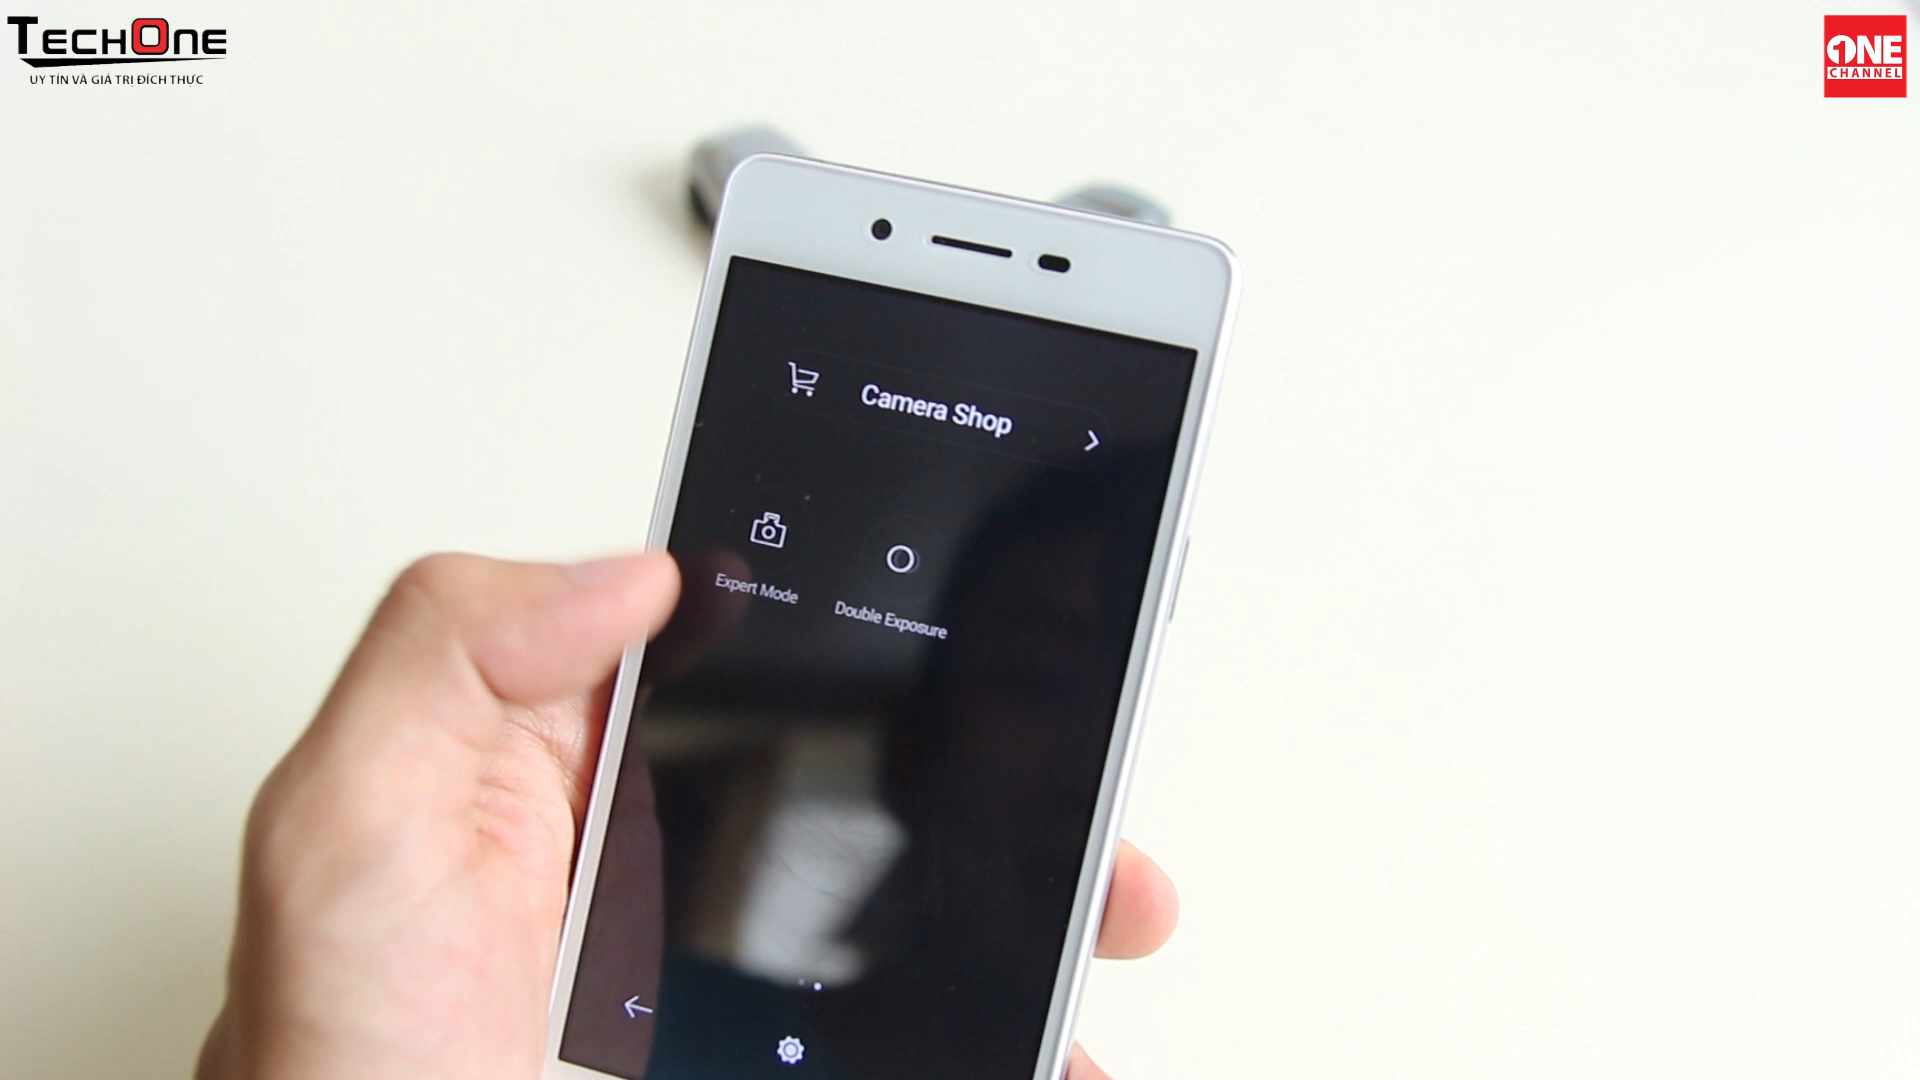 TECHONE
UY TÍN VÀ GIÁ TRỊ ĐÍCH THỰC
ONE
CHANNEL
Camera Shop
Expert Mode
Double Exposure